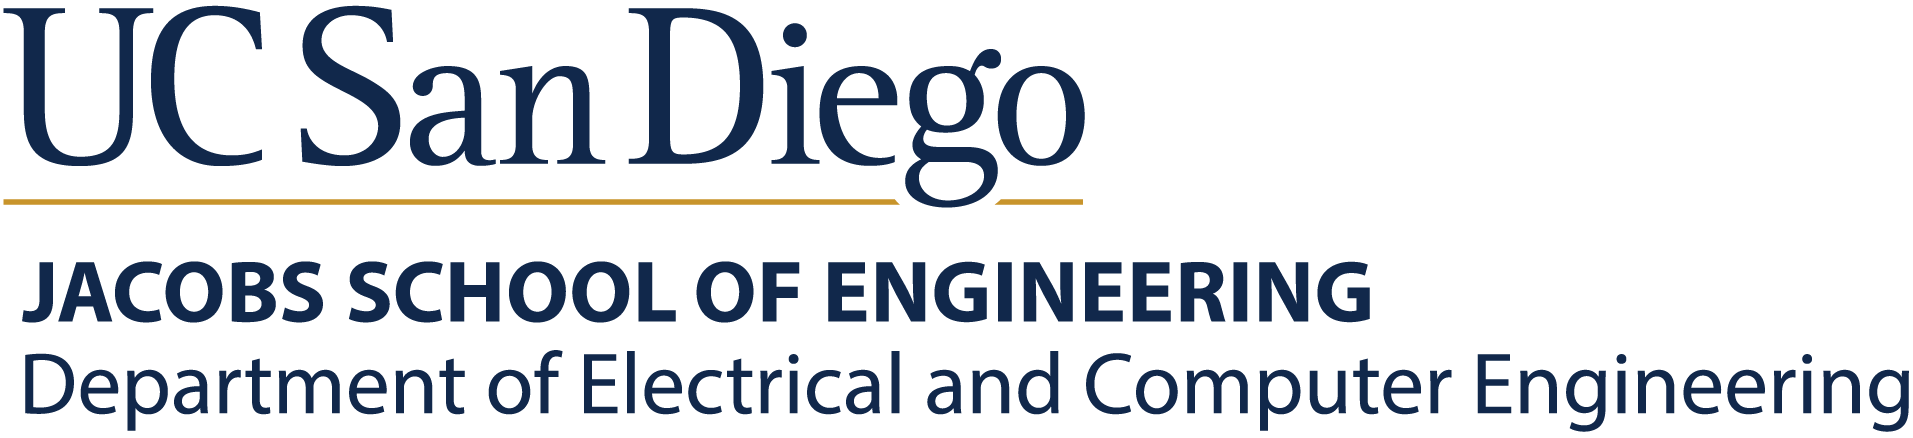 UC San Diego
JACOBS SCHOOL OF ENGINEERING
Department of Electrical and Computer Engineering